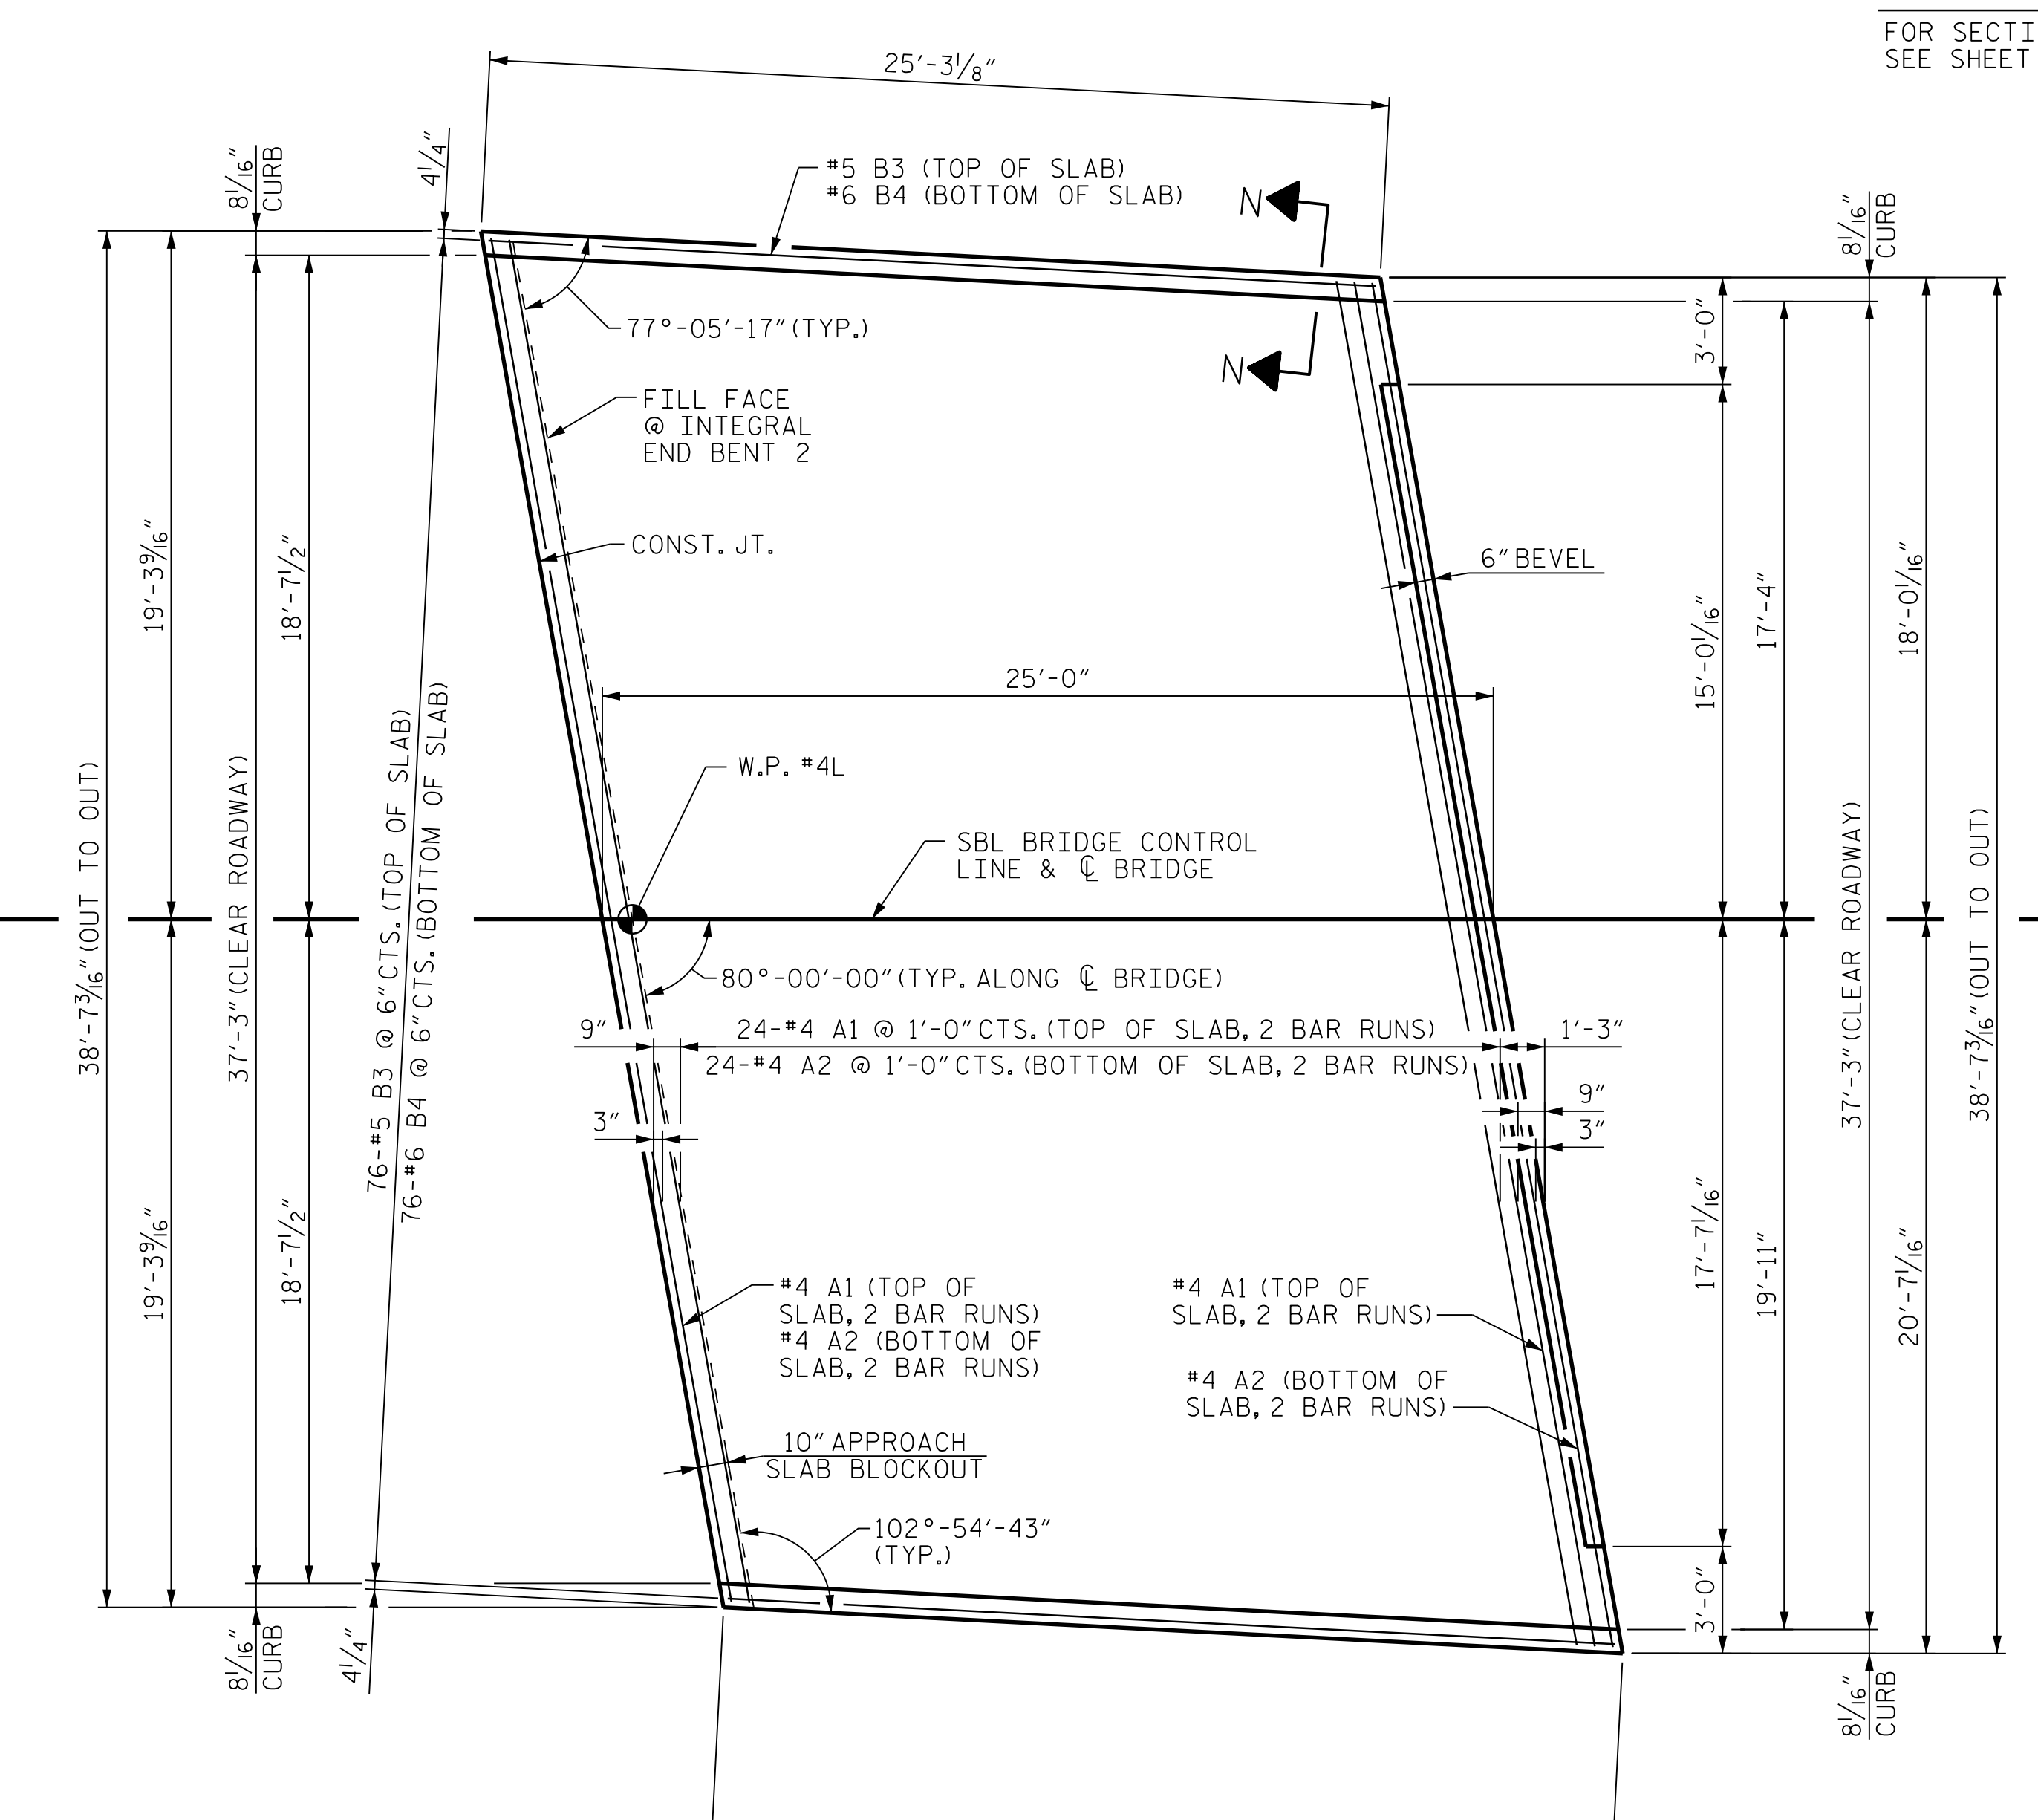 FOR SECTI
SEE SHEET
25′-3 1/8″
8 1/16″
CURB
4 1/4″
#5 B3 (TOP OF SLAB)
#6 B4 (BOTTOM OF SLAB)
N
N
8 1/16″
CURB
77°-05′-17″(TYP.)
FILL FACE
@ INTEGRAL
END BENT 2
CONST. JT.
6″ BEVEL
3′-0″
19′-3 9/16″
18′-7 1/2″
15′-0 1/16″
17′-4″
18′-0 1/16″
25′-0″
W.P. #4L
SBL BRIDGE CONTROL
LINE & ℄ BRIDGE
38′-7 3/16″(OUT TO OUT)
37′-3″(CLEAR ROADWAY)
76-#5 B3 @ 6″CTS. (TOP OF SLAB)
76-#6 B4 @ 6″CTS. (BOTTOM OF SLAB)
37′-3″(CLEAR ROADWAY)
38′-7 3/16″(OUT TO OUT)
80°-00′-00″(TYP. ALONG ℄ BRIDGE)
9″
24-#4 A1 @ 1′-0″CTS. (TOP OF SLAB, 2 BAR RUNS)
1′-3″
24-#4 A2 @ 1′-0″CTS. (BOTTOM OF SLAB, 2 BAR RUNS)
3″
9″
3″
19′-3 9/16″
18′-7 1/2″
17′-7 1/16″
19′-11″
20′-7 1/16″
#4 A1 (TOP OF
SLAB, 2 BAR RUNS)
#4 A2 (BOTTOM OF
SLAB, 2 BAR RUNS)
#4 A1 (TOP OF
SLAB, 2 BAR RUNS)
#4 A2 (BOTTOM OF
SLAB, 2 BAR RUNS)
10″ APPROACH
SLAB BLOCKOUT
102°-54′-43″
(TYP.)
3′-0″
8 1/16″
CURB
4 1/4″
8 1/16″
CURB